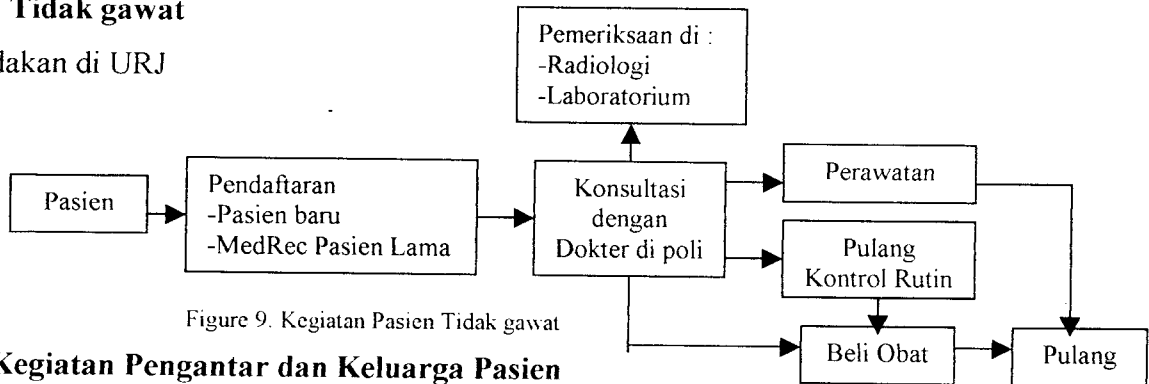 Tidak gawat
dakan di URJ
Pemeriksaan di :
-Radiologi
-Laboratorium
Pasien
Pendaftaran
-Pasien baru
-MedRec Pasien Lama
Konsultasi
dengan
Dokter di poli
Perawatan
Pulang
Kontrol Rutin
Beli Obat
Pulang
Figure 9. Kegiatan Pasien Tidak gawat
Kegiatan Pengantar dan Keluarga Pasien